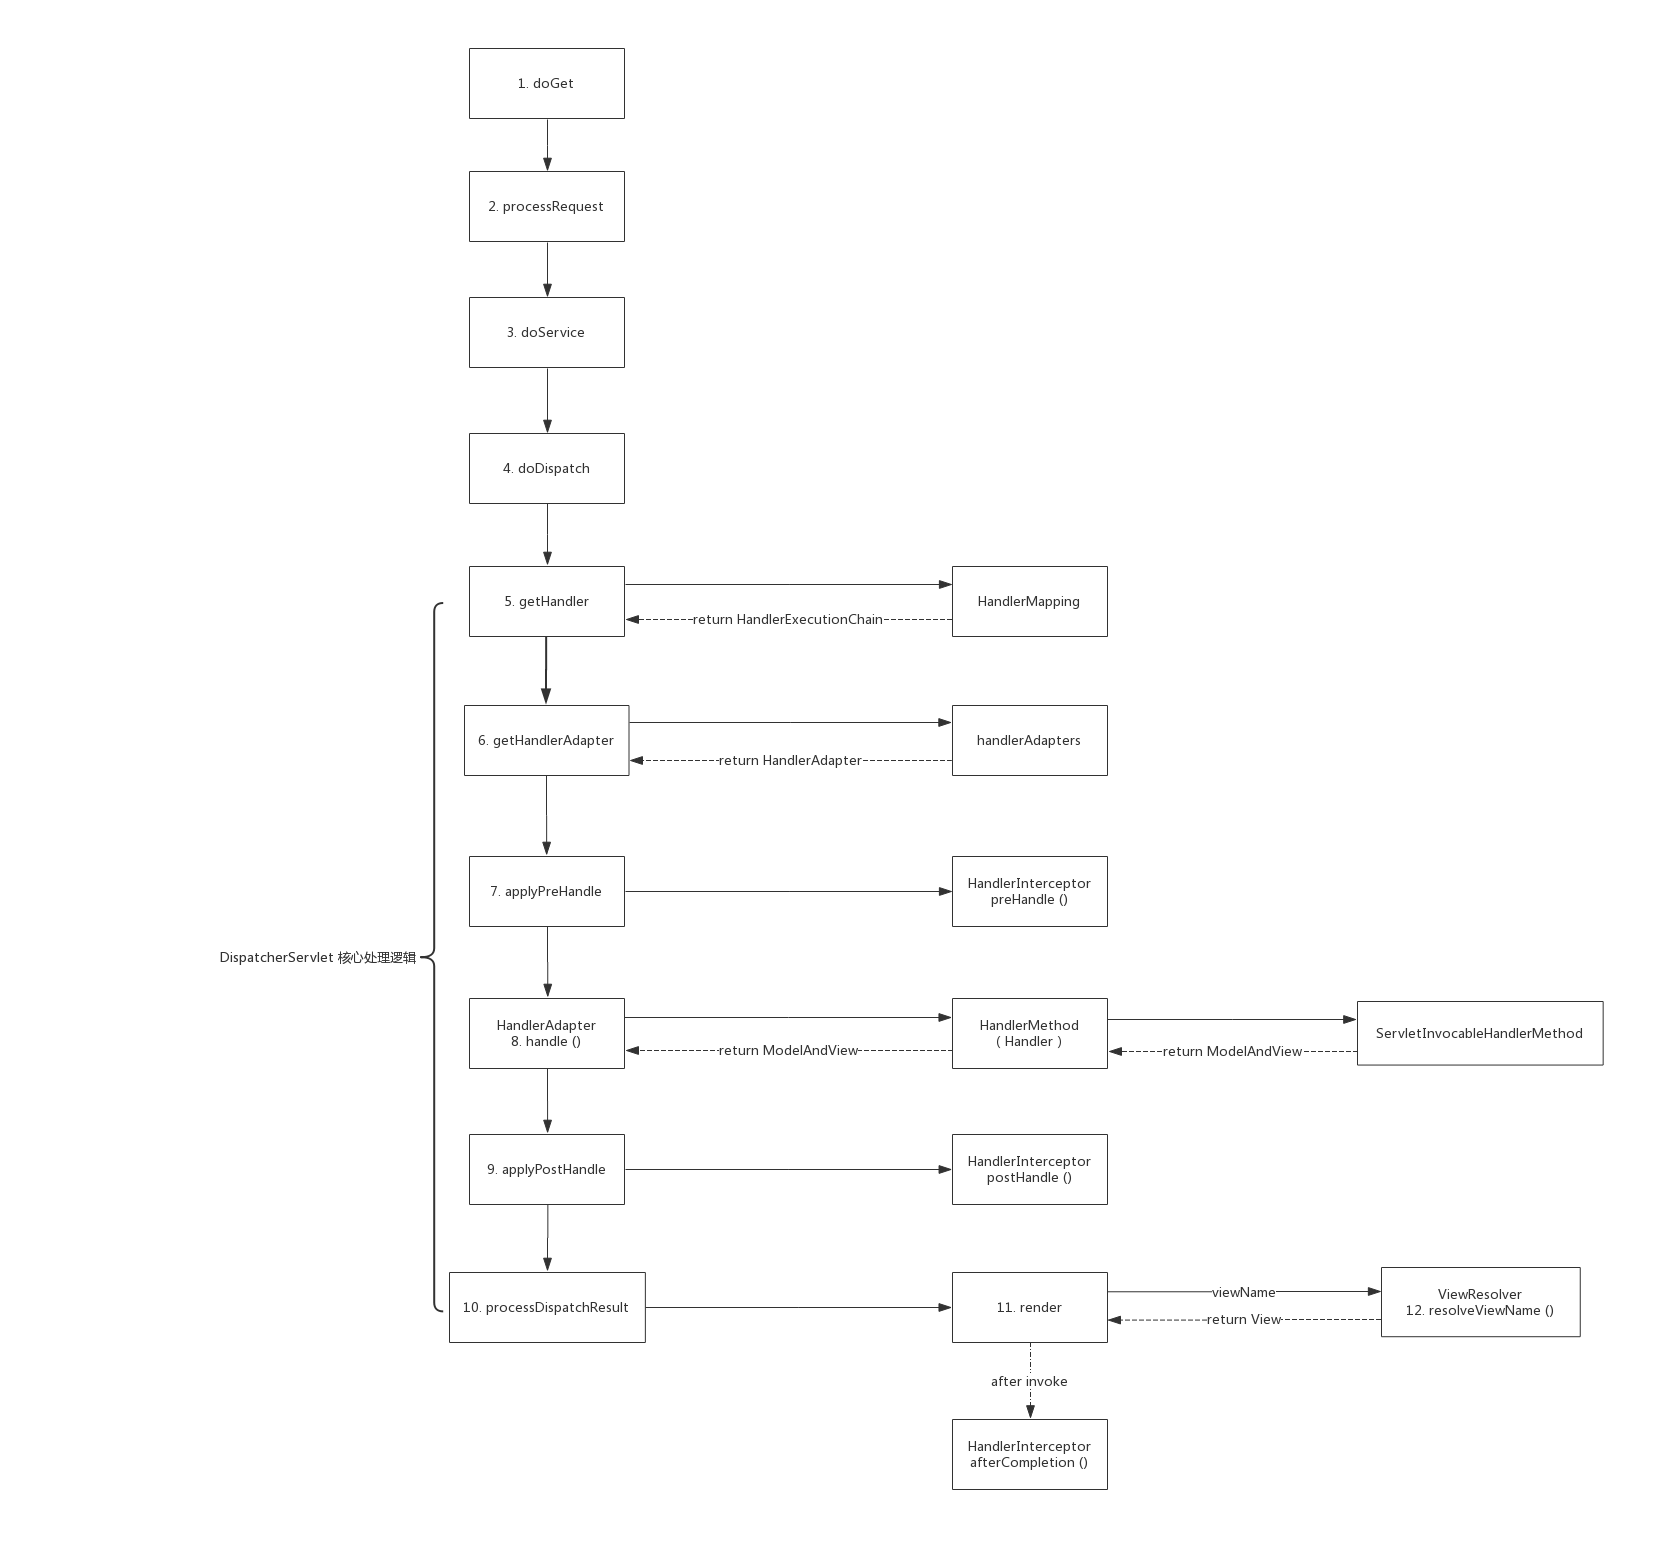 1. doGet
2. processRequest
3. doService
4. doDispatch
5. getHandler
HandlerMapping
return HandlerExecutionChain
6. getHandlerAdapter
handlerAdapters
return HandlerAdapter
7. applyPreHandle
HandlerInterceptor
preHandle ()
DispatcherServlet 核心处理逻辑
HandlerAdapter
8. handle ()
return ModelAndView
HandlerMethod
( Handler )
return ModelAndView
ServletInvocableHandlerMethod
9. applyPostHandle
HandlerInterceptor
postHandle ()
10. processDispatchResult
11. render
viewName
return View
ViewResolver
12. resolveViewName ()
after invoke
HandlerInterceptor
afterCompletion ()